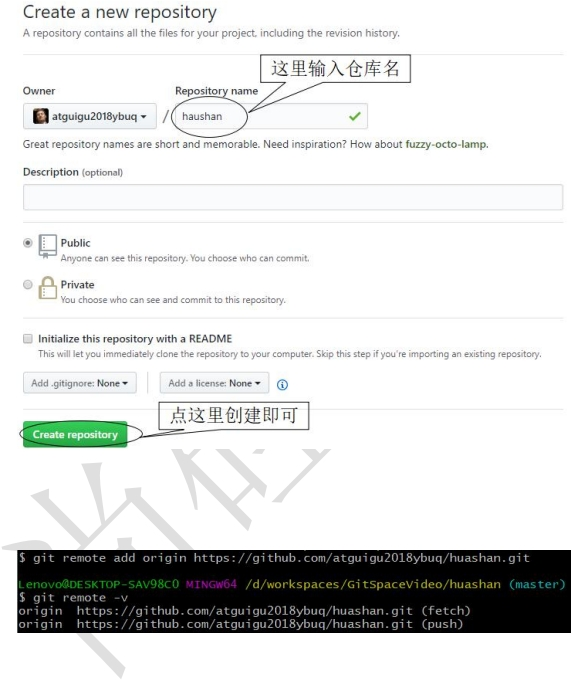 Create a new repository
A repository contains all the files for your project, including the revision history.
这里输入仓库名
Owner Repository name
atguigu2018ybuq / haushan
Great repository names are short and memorable. Need inspiration? How about fuzzy-octo-lamp.
Description (optional)
Public
Anyone can see this repository. You choose who can commit.
Private
You choose who can see and commit to this repository.
Initialize this repository with a README
This will let you immediately clone the repository to your computer. Skip this step if you're importing an existing repository.
Add .gitignore: None Add a license: None
点这里创建即可
Create repository
$ git remote add origin https://github.com/atguigu2018ybuq/huashan.git
Lenovo@DESKTOP-SAV98CO MINGW64 /d/workspaces/GitSpaceVideo/huashan (master)
$ git remote -v
origin https://github.com/atguigu2018ybuq/huashan.git (fetch)
origin https://github.com/atguigu2018ybuq/huashan.git (push)